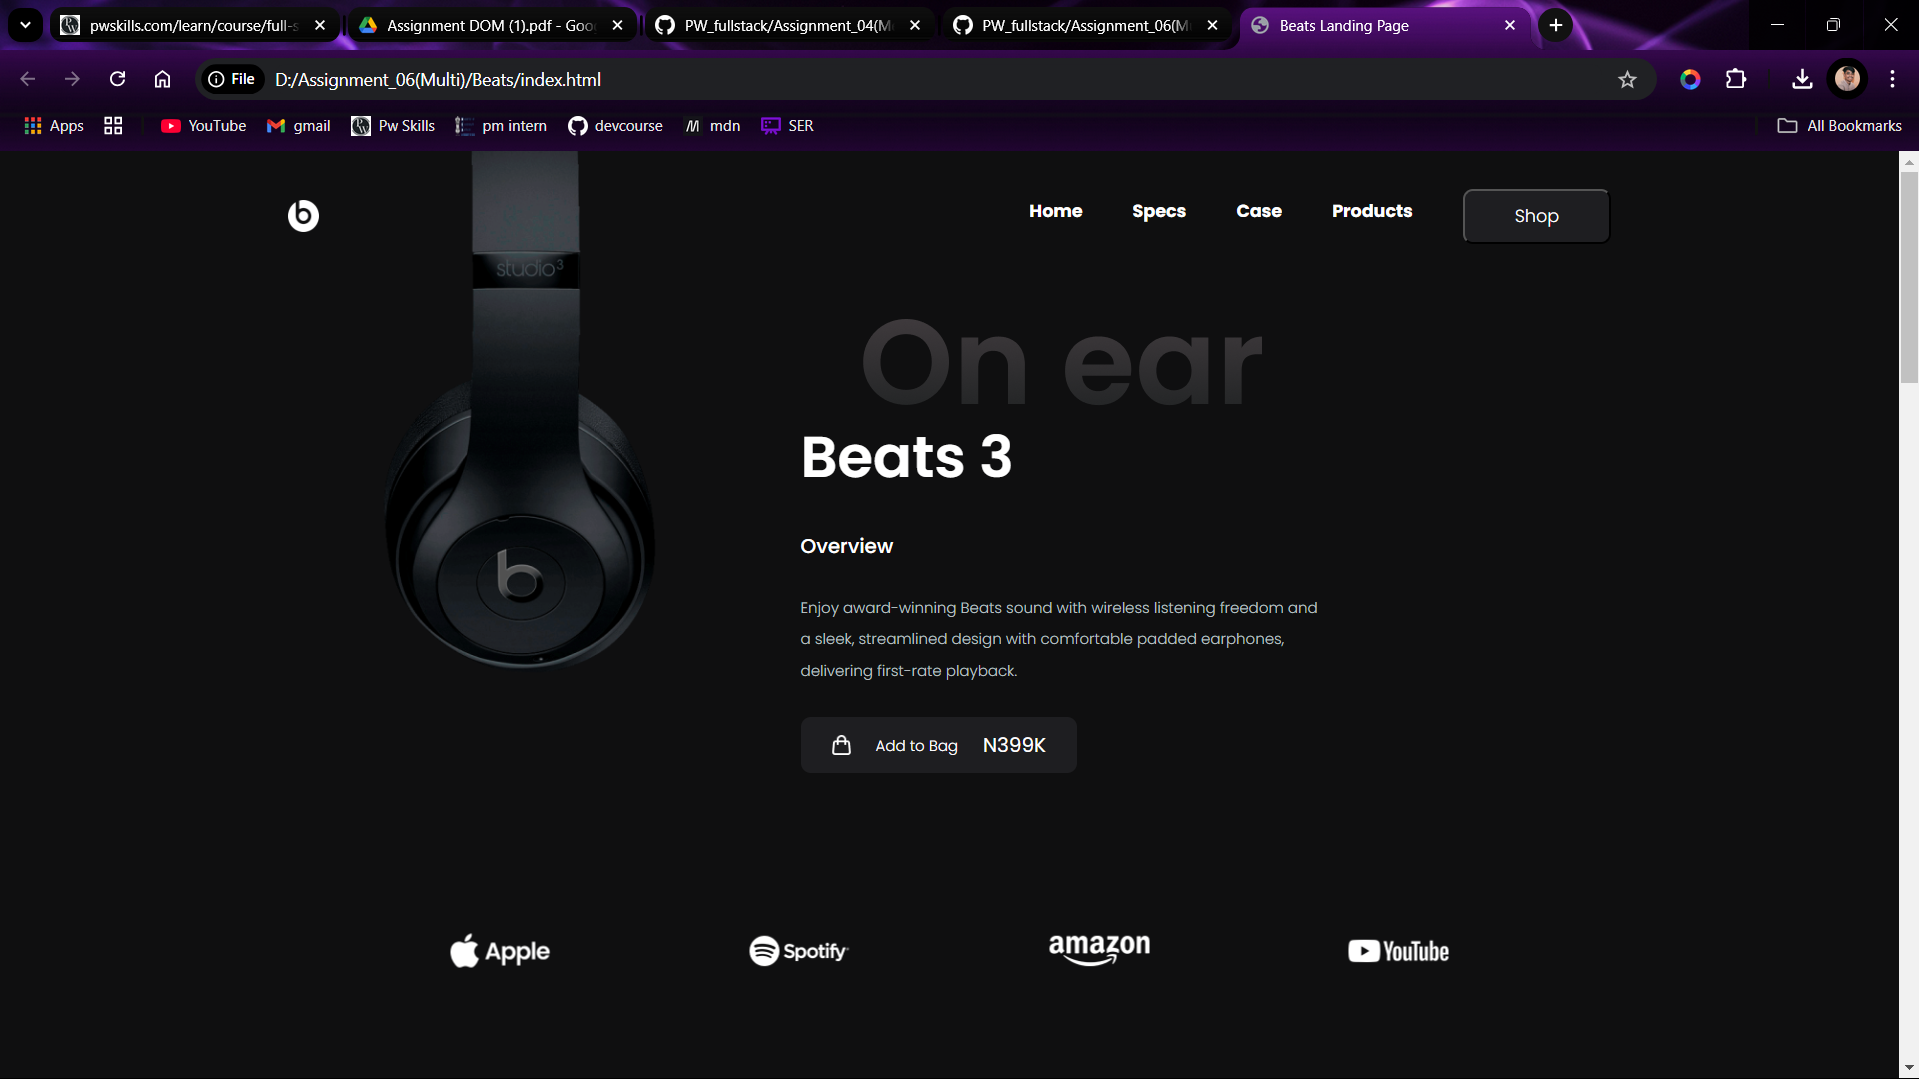 pwskills.com/learn/course/full-s
Assignment DOM (1).pdf - Goo
PW_fullstack/Assignment_04(M
PW_fullstack/Assignment_06(M
Beats Landing Page
File
D:/Assignment_06(Multi)/Beats/index.html
Apps
YouTube
gmail
Pw Skills
pm intern
devcourse
mdn
SER
All Bookmarks
Home
Specs
Case
Products
Shop
studio3
On ear
Beats 3
Overview
Enjoy award-winning Beats sound with wireless listening freedom and
a sleek, streamlined design with comfortable padded earphones,
delivering first-rate playback.
Add to Bag N399K
Apple
Spotify
amazon
YouTube